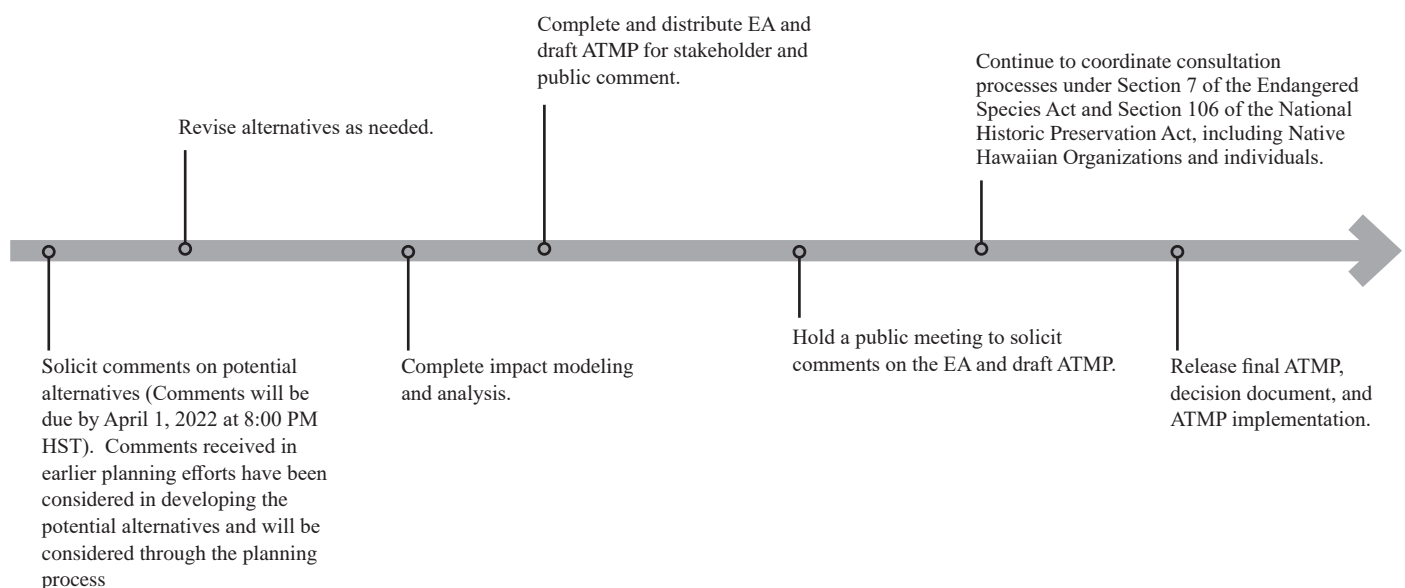 Complete and distribute EA and
draft ATMP for stakeholder and
public comment.
Continue to coordinate consultation
processes under Section 7 of the Endangered
Species Act and Section 106 of the National
Historic Preservation Act, including Native
Hawaiian Organizations and individuals.
Revise alternatives as needed.
Solicit comments on potential
alternatives (Comments will be
due by April 1, 2022 at 8:00 PM
HST).  Comments received in
earlier planning efforts have been
considered in developing the
potential alternatives and will be
considered through the planning
process
Complete impact modeling
and analysis.
Hold a public meeting to solicit
comments on the EA and draft ATMP.
Release final ATMP,
decision document, and
ATMP implementation.